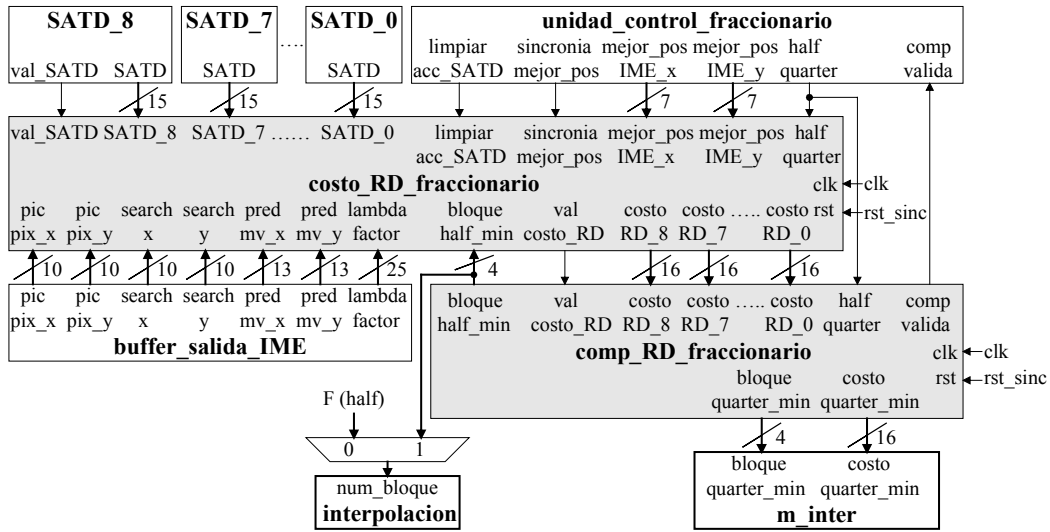 SATD_8 SATD_7 SATD_0 unidad_control_fraccionario
....
limpiar sincronia mejor_pos mejor_pos half comp
val_SATD SATD SATD SATD acc_SATD mejor_pos IME_x IME_y quarter valida
15 15 15 7 7
val_SATD SATD_8 SATD_7 ...... SATD_0 limpiar sincronia mejor_pos mejor_pos half
acc_SATD mejor_pos IME_x IME_y quarter
costo_RD_fraccionario clk clk
pic pic search search pred pred lambda bloque val costo costo ..... costo rst rst_sinc
pix_x pix_y x y mv_x mv_y factor half_min costo_RD RD_8 RD_7 RD_0
10 10 10 10 13 13 25 4 16 16 16
pic pic search search pred pred lambda bloque val costo costo ..... costo half comp
pix_x pix_y x y mv_x mv_y factor half_min costo_RD RD_8 RD_7 RD_0 quarter valida
buffer_salida_IME comp_RD_fraccionario clk clk
bloque costo rst rst_sinc
F (half) quarter_min quarter_min
0 1 4 16
num_bloque bloque costo
interpolacion quarter_min quarter_min
m_inter